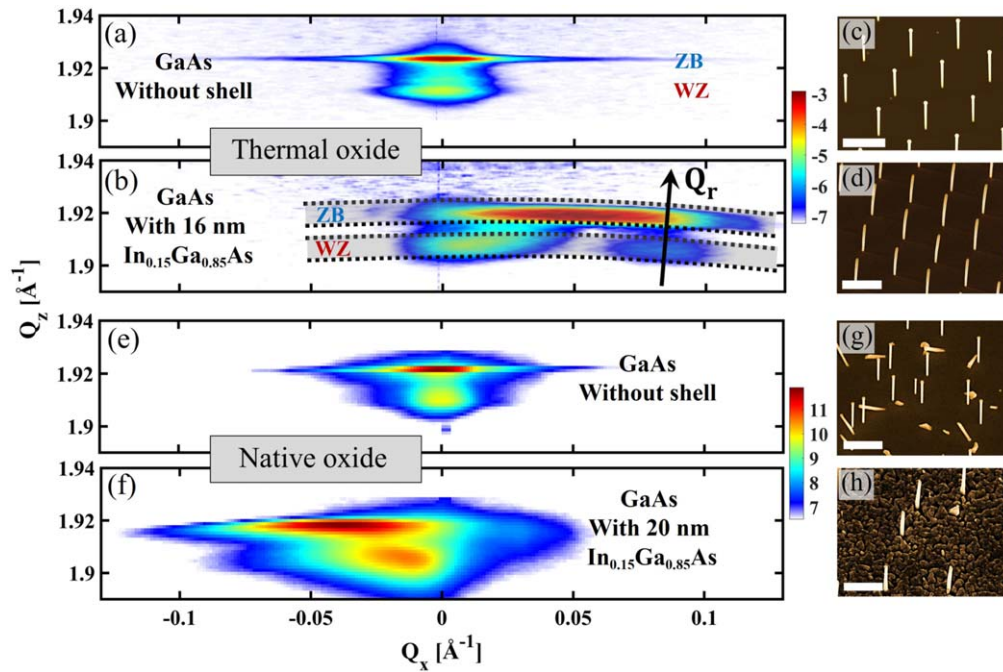 (a)
GaAs
Without shell
ZB
WZ
1.94
1.92
1.9
Thermal oxide
(b)
GaAs
With 16 nm
In0.15Ga0.85As
ZB
WZ
Qr
1.94
1.92
1.9
-3
-4
-5
-6
-7
(c)
(d)
Qz [Å-1]
(e)
GaAs
Without shell
1.94
1.92
1.9
Native oxide
(f)
GaAs
With 20 nm
In0.15Ga0.85As
1.94
1.92
1.9
11
10
9
8
7
(g)
(h)
-0.1
-0.05
0
0.05
0.1
Qx [Å-1]